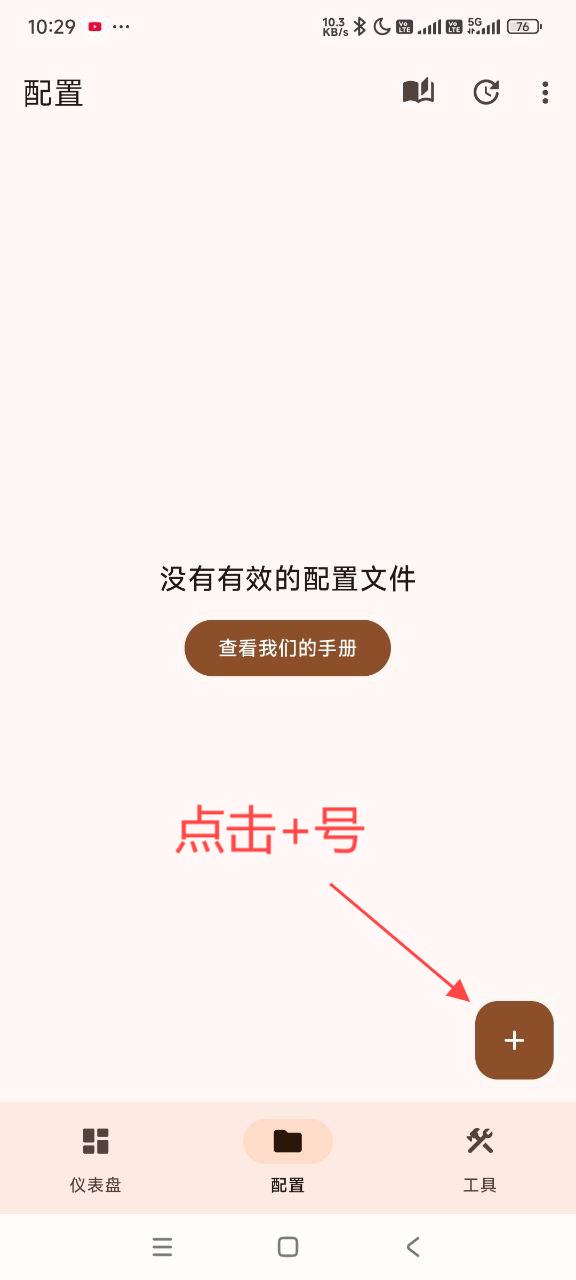 10:29
10.3 KB/s
Vo LTE
Vo LTE
5G
76
配置
没有有效的配置文件
查看我们的手册
点击+号
+
仪表盘
配置
工具